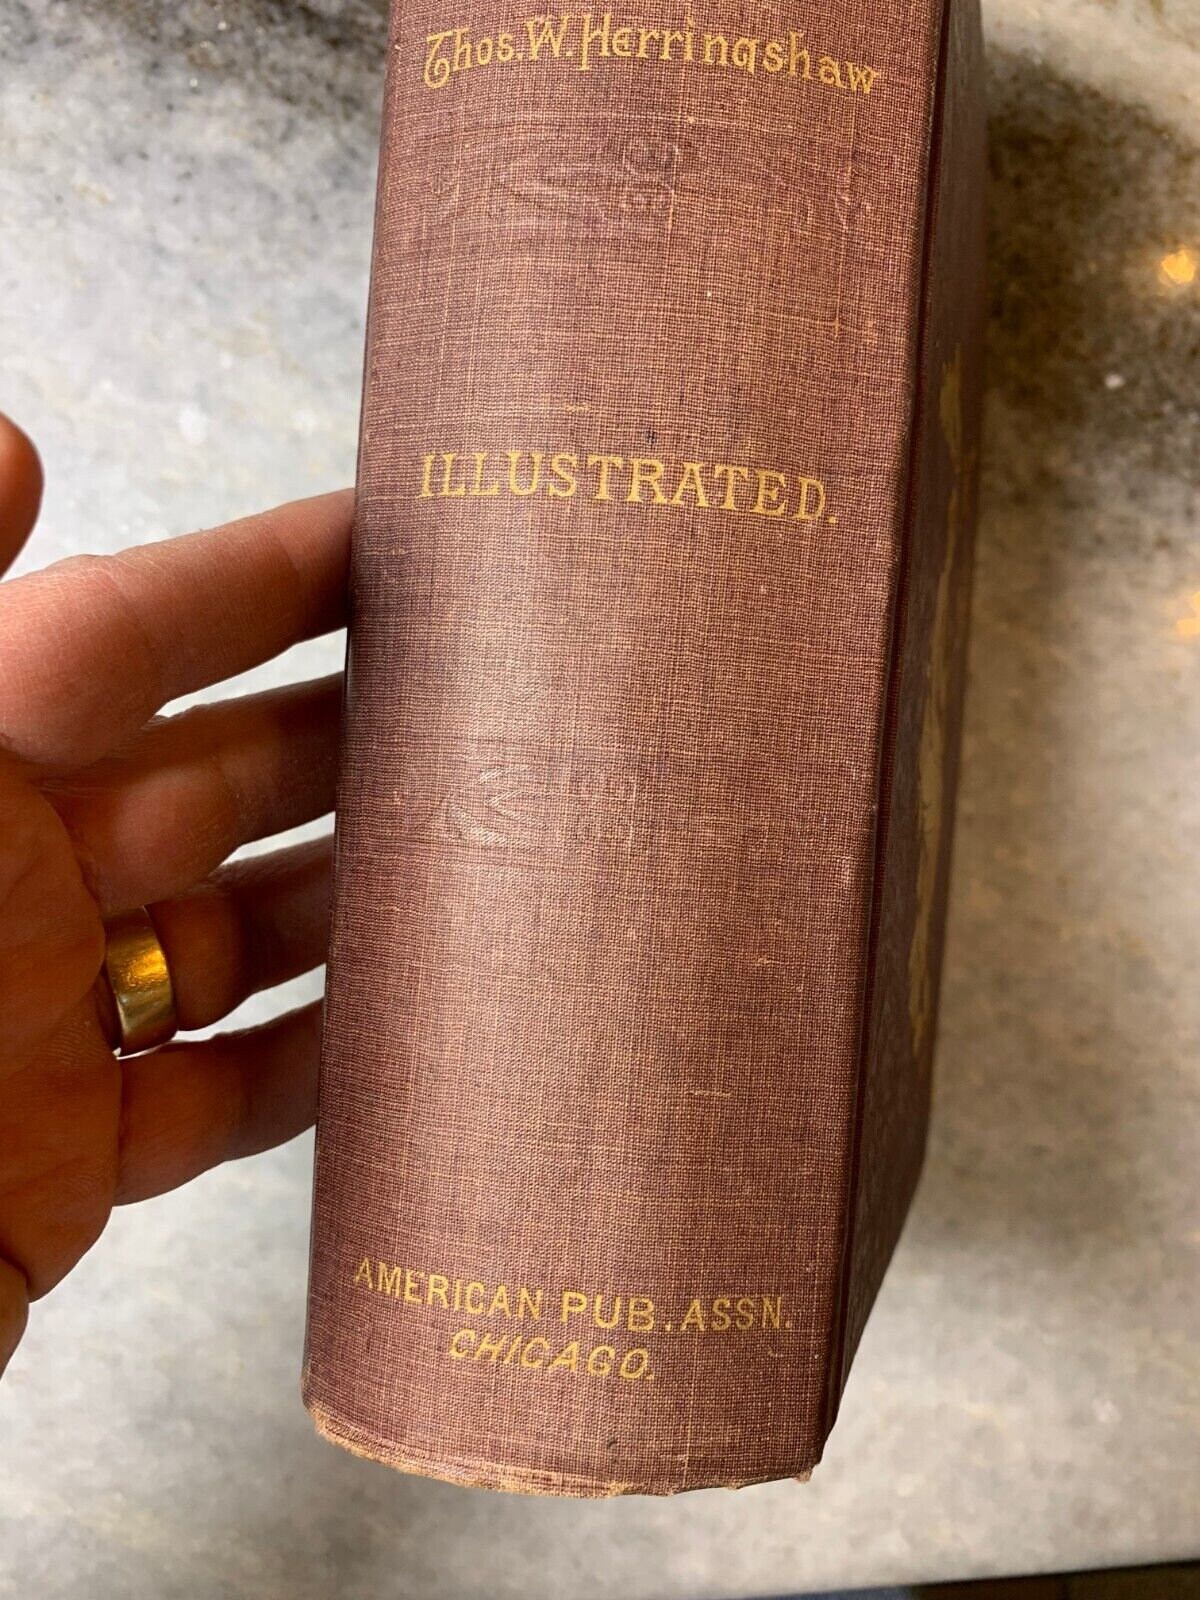 Thos. W. Herringshaw
ILLUSTRATED.
AMERICAN PUB. ASSN.
CHICAGO.